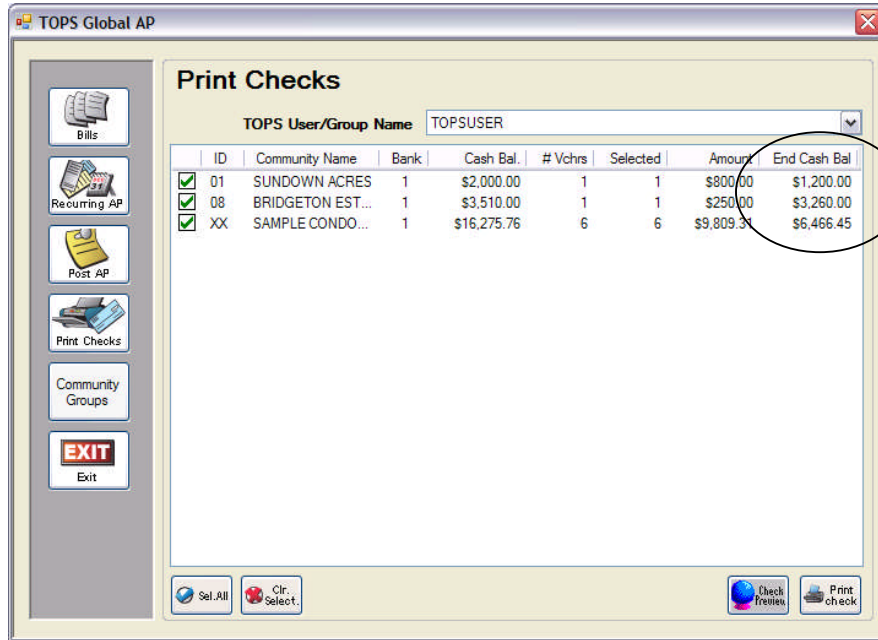 TOPS Global AP
Print Checks
TOPS User/Group Name TOPSUSER
ID Community Name Bank Cash Bal. # Vchrs Selected Amount End Cash Bal
01 SUNDOWN ACRES 1 $2,000.00 1 1 $800.00 $1,200.00
08 BRIDGETON EST... 1 $3,510.00 1 1 $250.00 $3,260.00
XX SAMPLE CONDO... 1 $16,275.76 6 6 $9,809.31 $6,466.45
Bills
Recurring AP
31
Post AP
Print Checks
Community
Groups
EXIT
Exit
Sel.All
Clr.
Select.
Check
Preview
Print
check